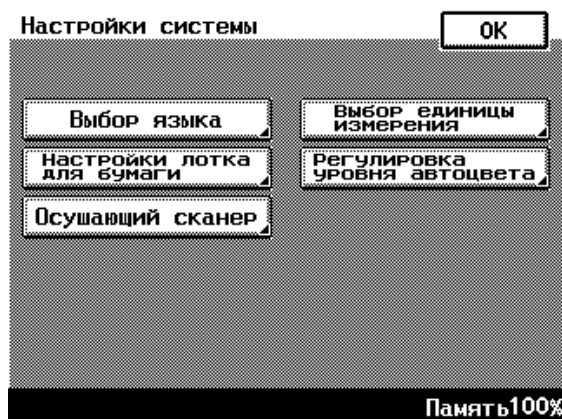 Настройки системы
OK
Выбор языка
Выбор единицы
измерения
Настройки лотка
для бумаги
Регулировка
уровня автоцвета
Осушающий сканер
Память100%